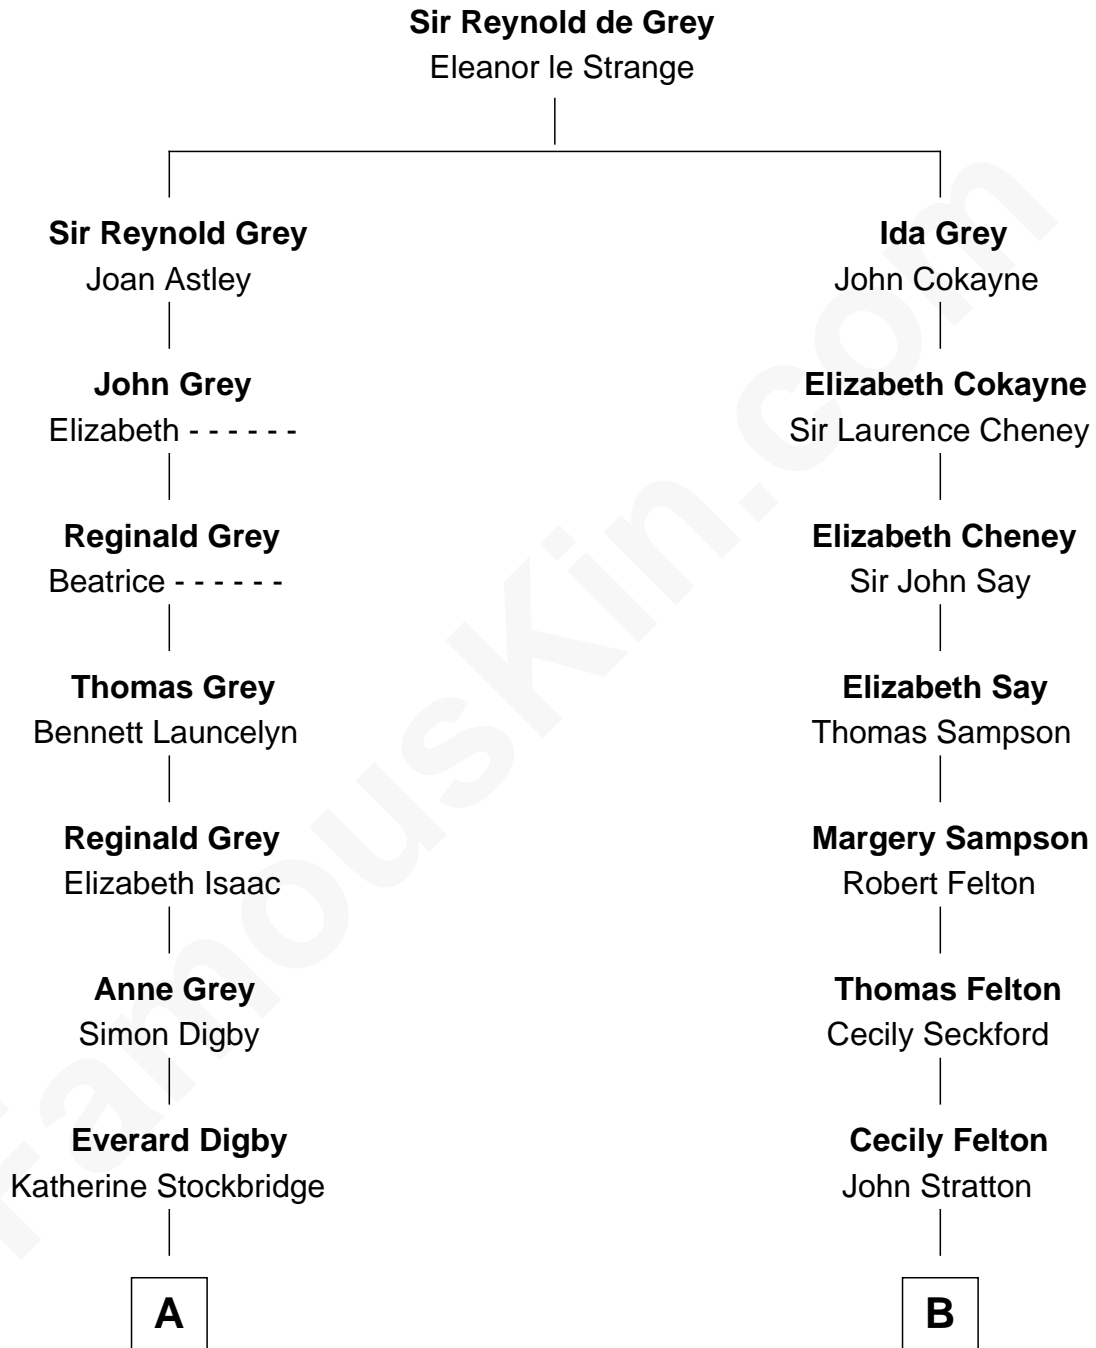 Sir Reynold de Grey
Eleanor le Strange
Sir Reynold Grey
Joan Astley
John Grey
Elizabeth - - - - - -
Reginald Grey
Beatrice - - - - - -
Thomas Grey
Bennett Launcelyn
Reginald Grey
Elizabeth Isaac
Anne Grey
Simon Digby
Everard Digby
Katherine Stockbridge
A
Ida Grey
John Cokayne
Elizabeth Cokayne
Sir Laurence Cheney
Elizabeth Cheney
Sir John Say
Elizabeth Say
Thomas Sampson
Margery Sampson
Robert Felton
Thomas Felton
Cecily Seckford
Cecily Felton
John Stratton
B
FamousKin.com